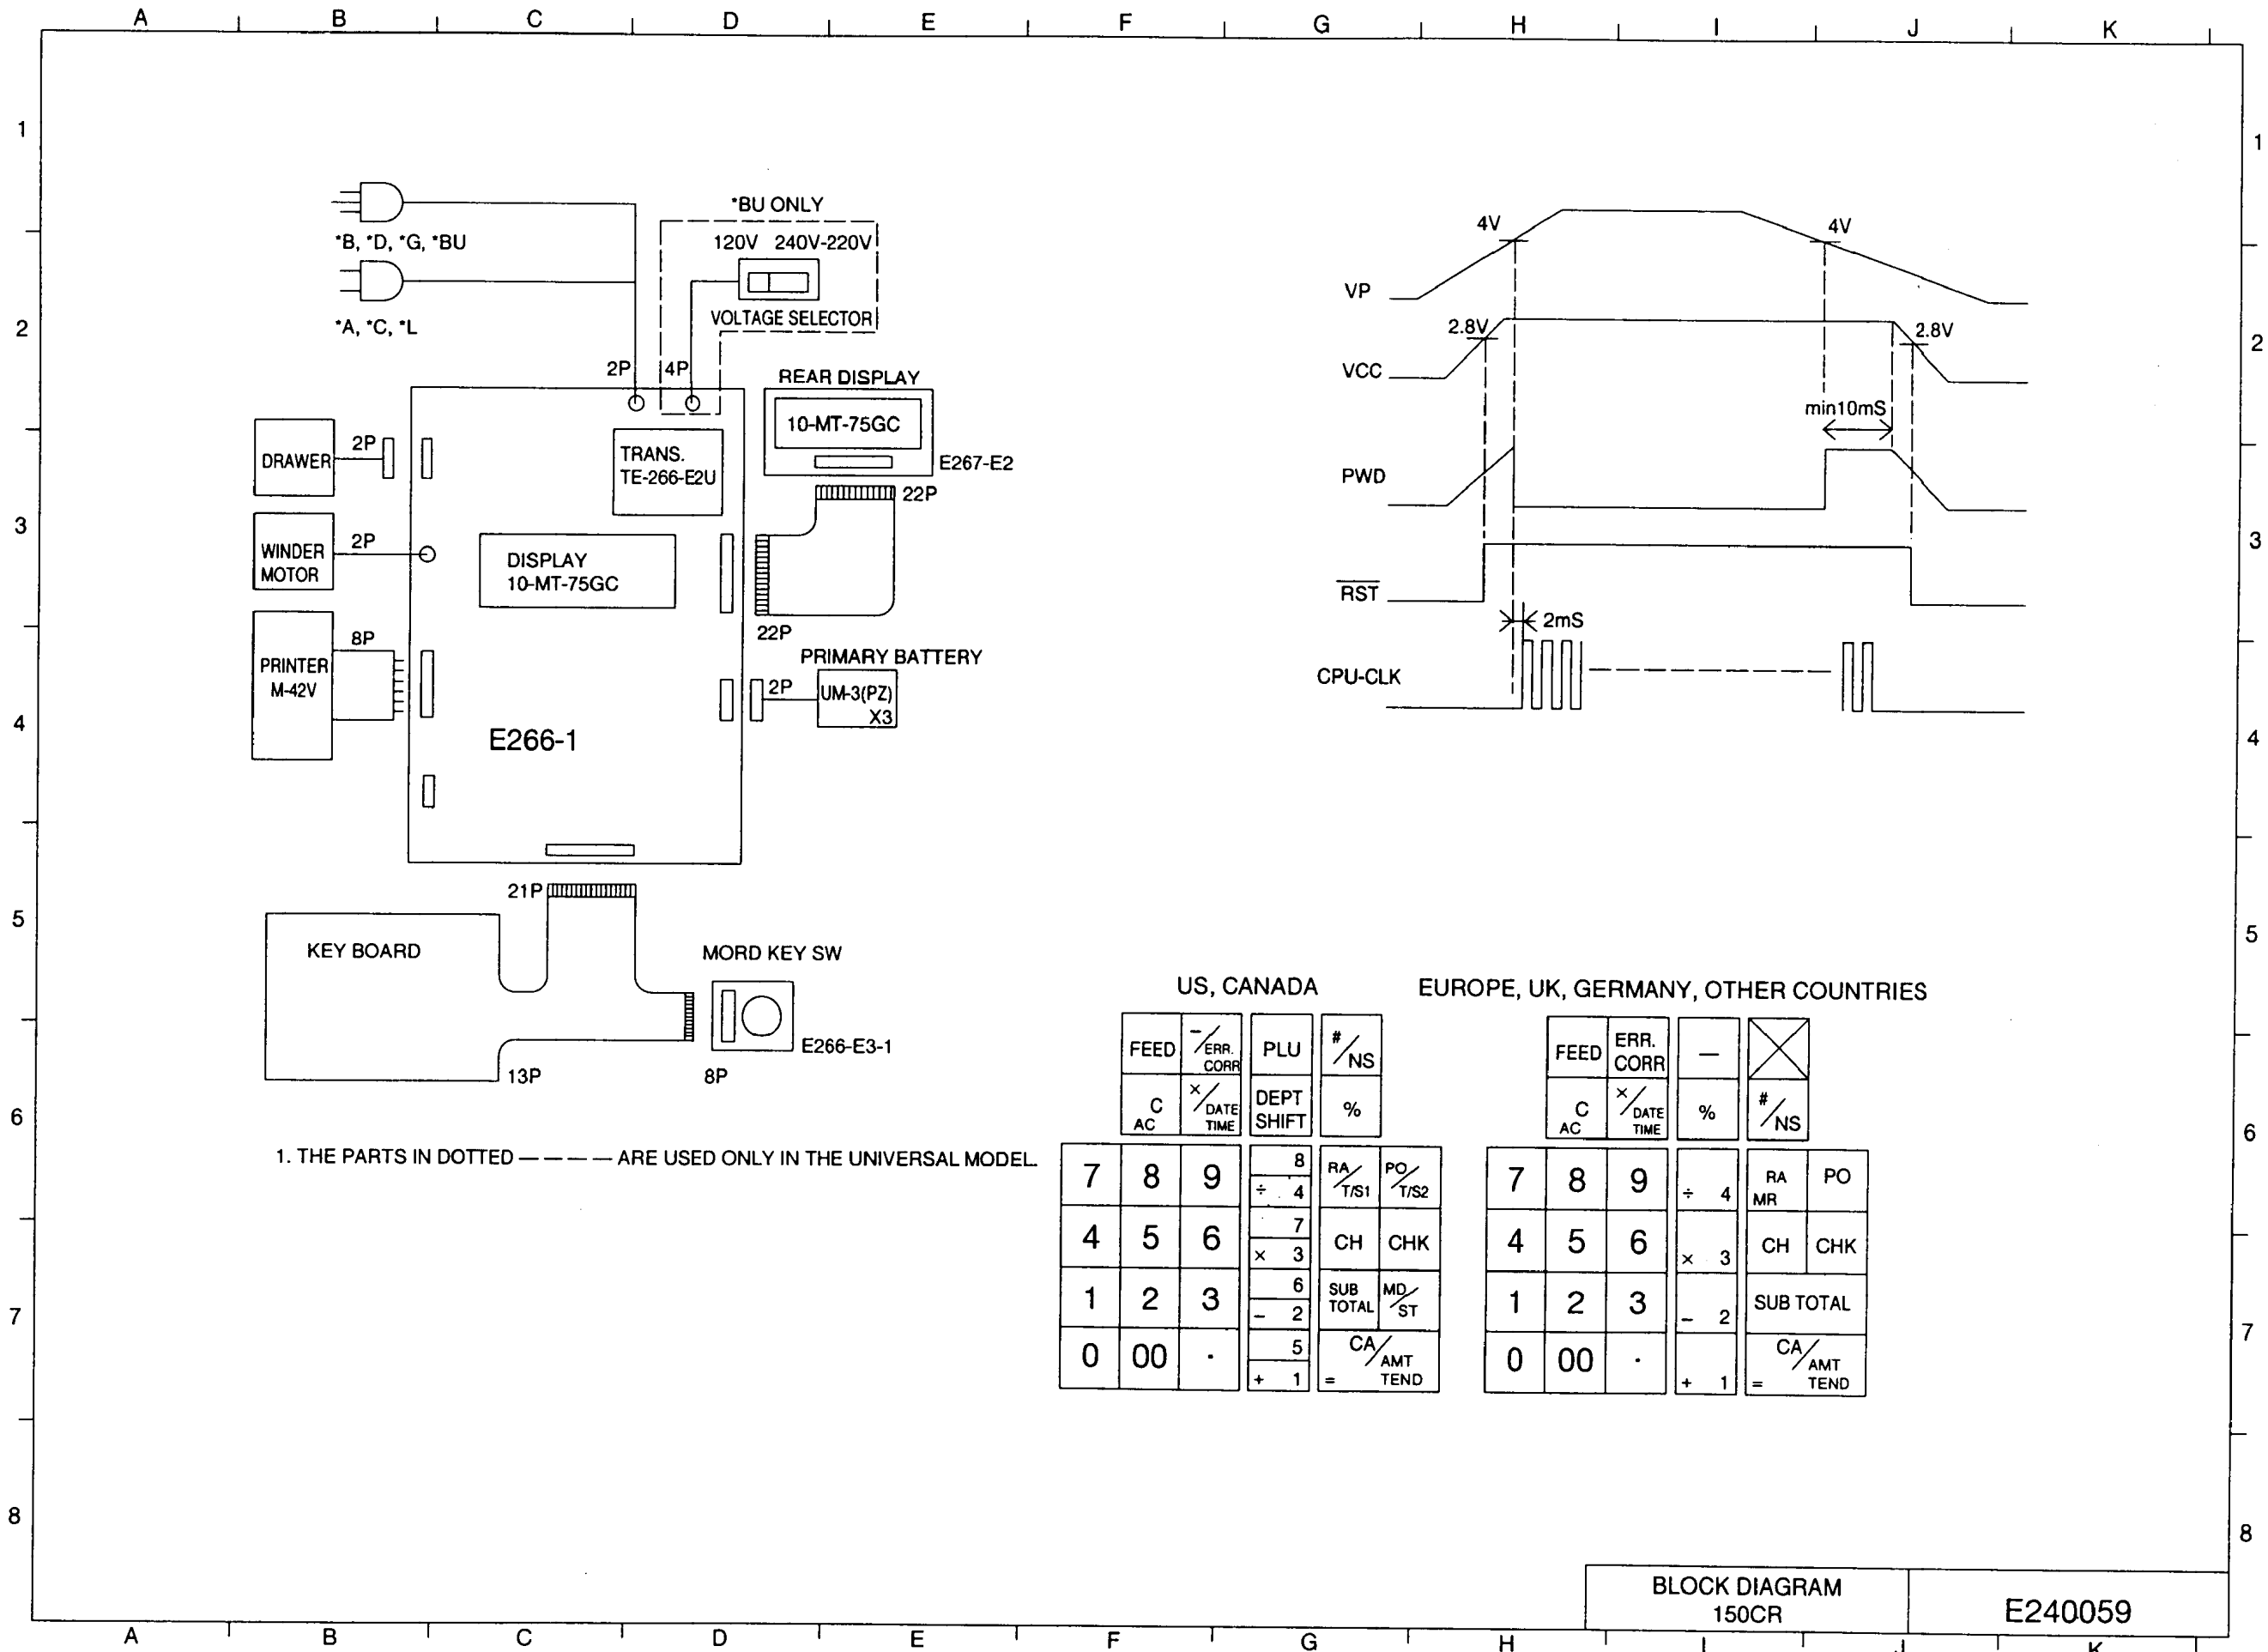 A B C D E F G H I J K
1
1
*BU ONLY
*B, *D, *G, *BU
120V 240V-220V
*A, *C, *L
VOLTAGE SELECTOR
2
2P 4P
REAR DISPLAY
10-MT-75GC
E267-E2
DRAWER
2P
TRANS.
TE-266-E2U
22P
3
WINDER
MOTOR
2P
DISPLAY
10-MT-75GC
22P
PRINTER
M-42V
8P
PRIMARY BATTERY
2P
UM-3(PZ)
X3
4
E266-1
4V
4V
VP
2
2.8V
2.8V
VCC
min10mS
PWD
3
RST
2mS
CPU-CLK
4
21P
5
KEY BOARD
MORD KEY SW
E266-E3-1
13P
8P
5
6
1. THE PARTS IN DOTTED ———— ARE USED ONLY IN THE UNIVERSAL MODEL.
US, CANADA
FEED
−/ERR.
CORR
PLU
#/NS
C
AC
×/DATE
TIME
DEPT
SHIFT
%
7 8 9
8
÷ 4
RA/T/S1
PO/T/S2
4 5 6
7
× 3
CH
CHK
1 2 3
6
− 2
SUB
TOTAL
MD/ST
0 00 ·
5
+ 1
CA/AMT
= TEND
EUROPE, UK, GERMANY, OTHER COUNTRIES
FEED
ERR.
CORR
—
C
AC
×/DATE
TIME
%
#/NS
7 8 9
÷ 4
RA
MR
PO
4 5 6
× 3
CH
CHK
1 2 3
− 2
SUB TOTAL
0 00 ·
+ 1
CA/AMT
= TEND
6
7
7
8
8
BLOCK DIAGRAM
150CR
E240059
A B C D E F G H I J K